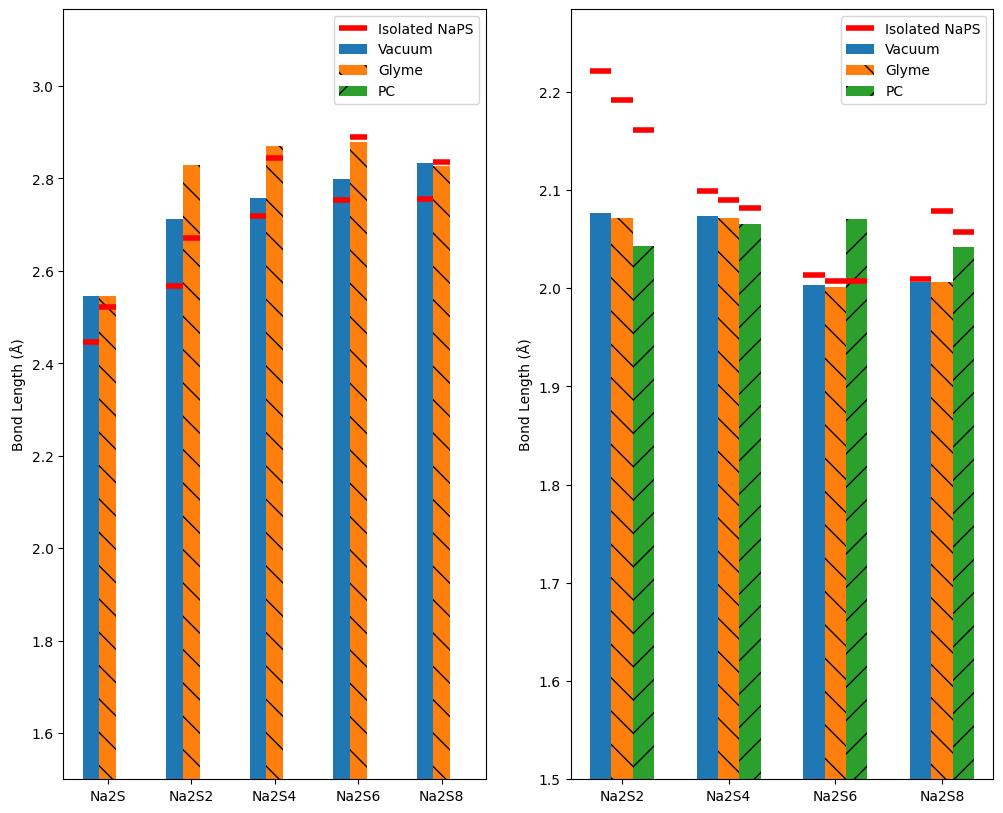 Bond Length (Å)
3.0
2.8
2.6
2.4
2.2
2.0
1.8
1.6
Na2S Na2S2 Na2S4 Na2S6 Na2S8
Isolated NaPS
Vacuum
Glyme
PC
Bond Length (Å)
2.2
2.1
2.0
1.9
1.8
1.7
1.6
1.5
Na2S2 Na2S4 Na2S6 Na2S8
Isolated NaPS
Vacuum
Glyme
PC